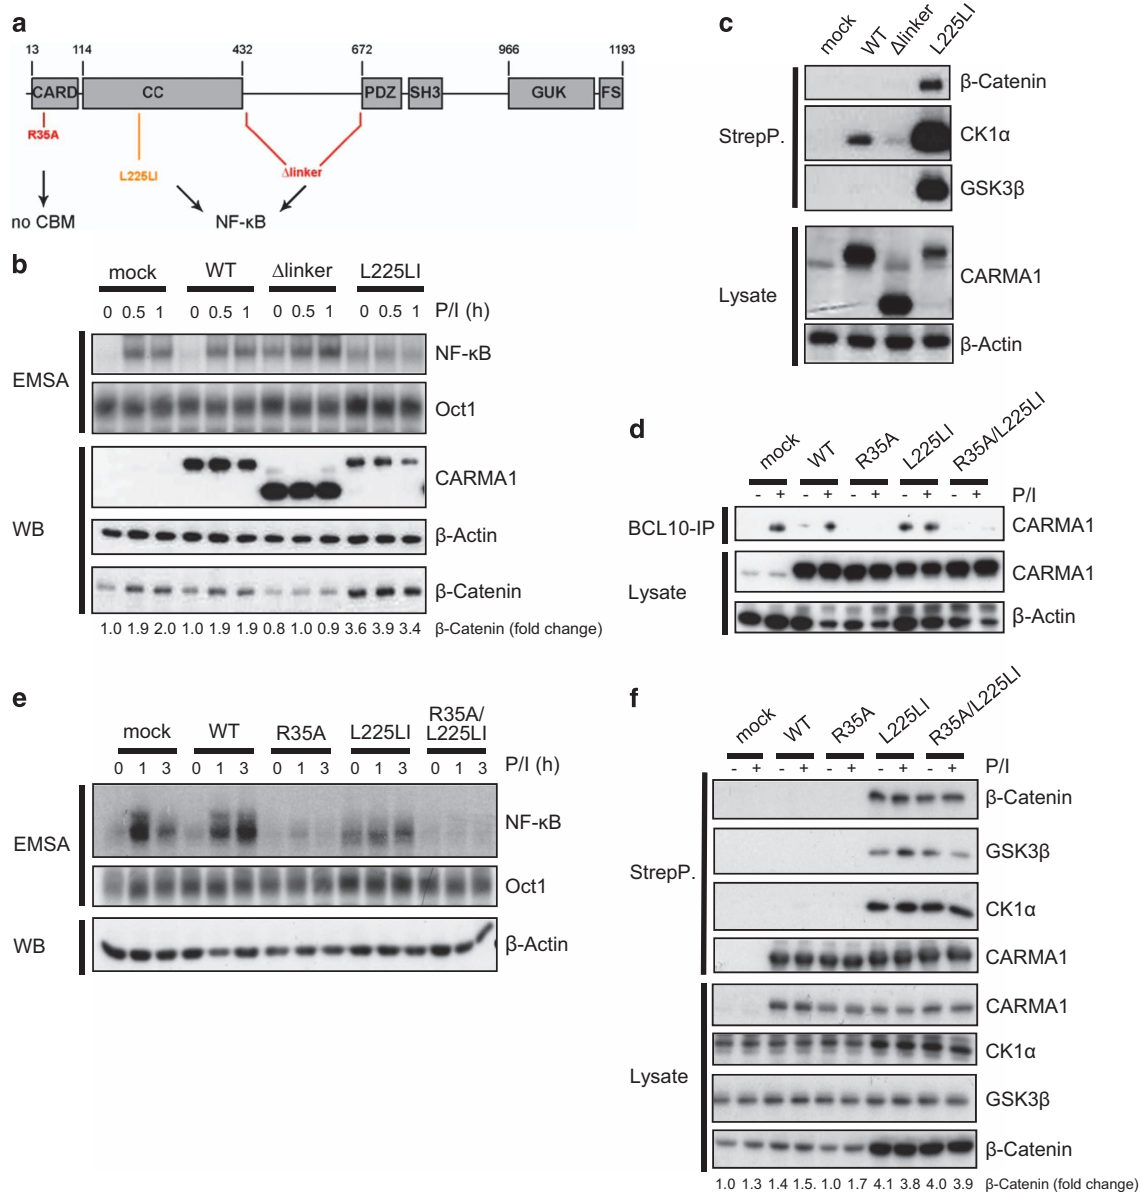 a
13 114 432 672 966 1193
CARD CC PDZ SH3 GUK FS
R35A
L225LI
Δlinker
no CBM
NF-κB
b
mock WT Δlinker L225LI
0 0.5 1 0 0.5 1 0 0.5 1 0 0.5 1 P/I (h)
EMSA
NF-κB
Oct1
WB
CARMA1
β-Actin
β-Catenin
1.0 1.9 2.0 1.0 1.9 1.9 0.8 1.0 0.9 3.6 3.9 3.4 β-Catenin (fold change)
c
mock WT Δlinker L225LI
StrepP.
β-Catenin
CK1α
GSK3β
Lysate
CARMA1
β-Actin
d
mock WT R35A L225LI R35A/L225LI
- + - + - + - + - + P/I
BCL10-IP CARMA1
Lysate
CARMA1
β-Actin
e
mock WT R35A L225LI R35A/
L225LI
0 1 3 0 1 3 0 1 3 0 1 3 0 1 3 P/I (h)
EMSA
NF-κB
Oct1
WB β-Actin
f
mock WT R35A L225LI R35A/L225LI
- + - + - + - + - + P/I
StrepP.
β-Catenin
GSK3β
CK1α
CARMA1
Lysate
CARMA1
CK1α
GSK3β
β-Catenin
1.0 1.3 1.4 1.5. 1.0 1.7 4.1 3.8 4.0 3.9 β-Catenin (fold change)